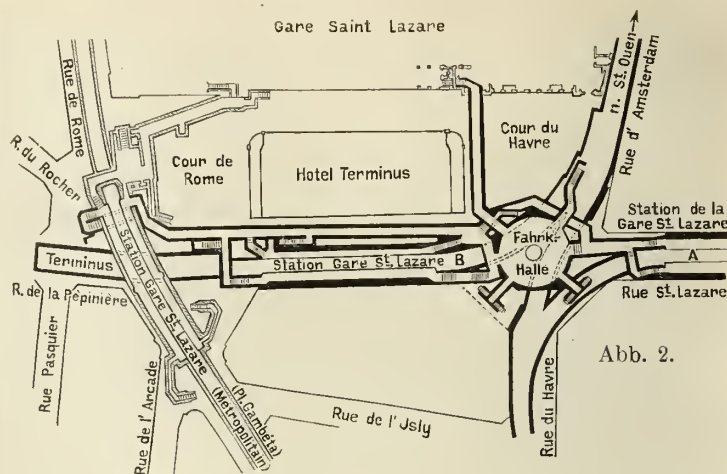 Gare Saint Lazare
Rue de Rome
R. du Rocher
Cour de
Rome
Hotel Terminus
Cour du
Havre
n. St. Ouen
Rue d'Amsterdam
Station de la
Gare St. Lazare
Fahrk.-
Halle
Terminus
Station Gare St. Lazare
Station Gare St. Lazare B
A
R. de la Pêpinière
Rue St. Lazare
Rue Pasquier
Rue de l'Arcade
(Pl. Gambéta)
(Metropolitain)
Rue de l'Jsly
Rue du Havre
Abb. 2.